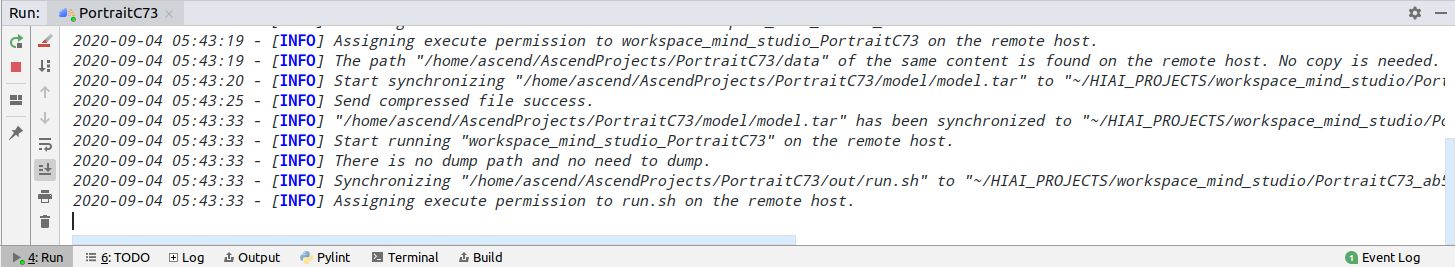 Run: PortraitC73
2020-09-04 05:43:19 - [INFO] Assigning execute permission to workspace_mind_studio_PortraitC73 on the remote host.
2020-09-04 05:43:19 - [INFO] The path "/home/ascend/AscendProjects/PortraitC73/data" of the same content is found on the remote host. No copy is needed.
2020-09-04 05:43:20 - [INFO] Start synchronizing "/home/ascend/AscendProjects/PortraitC73/model/model.tar" to "~/HIAI_PROJECTS/workspace_mind_studio/Port
2020-09-04 05:43:25 - [INFO] Send compressed file success.
2020-09-04 05:43:33 - [INFO] "/home/ascend/AscendProjects/PortraitC73/model/model.tar" has been synchronized to "~/HIAI_PROJECTS/workspace_mind_studio/Po
2020-09-04 05:43:33 - [INFO] Start running "workspace_mind_studio_PortraitC73" on the remote host.
2020-09-04 05:43:33 - [INFO] There is no dump path and no need to dump.
2020-09-04 05:43:33 - [INFO] Synchronizing "/home/ascend/AscendProjects/PortraitC73/out/run.sh" to "~/HIAI_PROJECTS/workspace_mind_studio/PortraitC73_ab5
2020-09-04 05:43:33 - [INFO] Assigning execute permission to run.sh on the remote host.
4: Run 6: TODO Log Output Pylint Terminal Build 1 Event Log